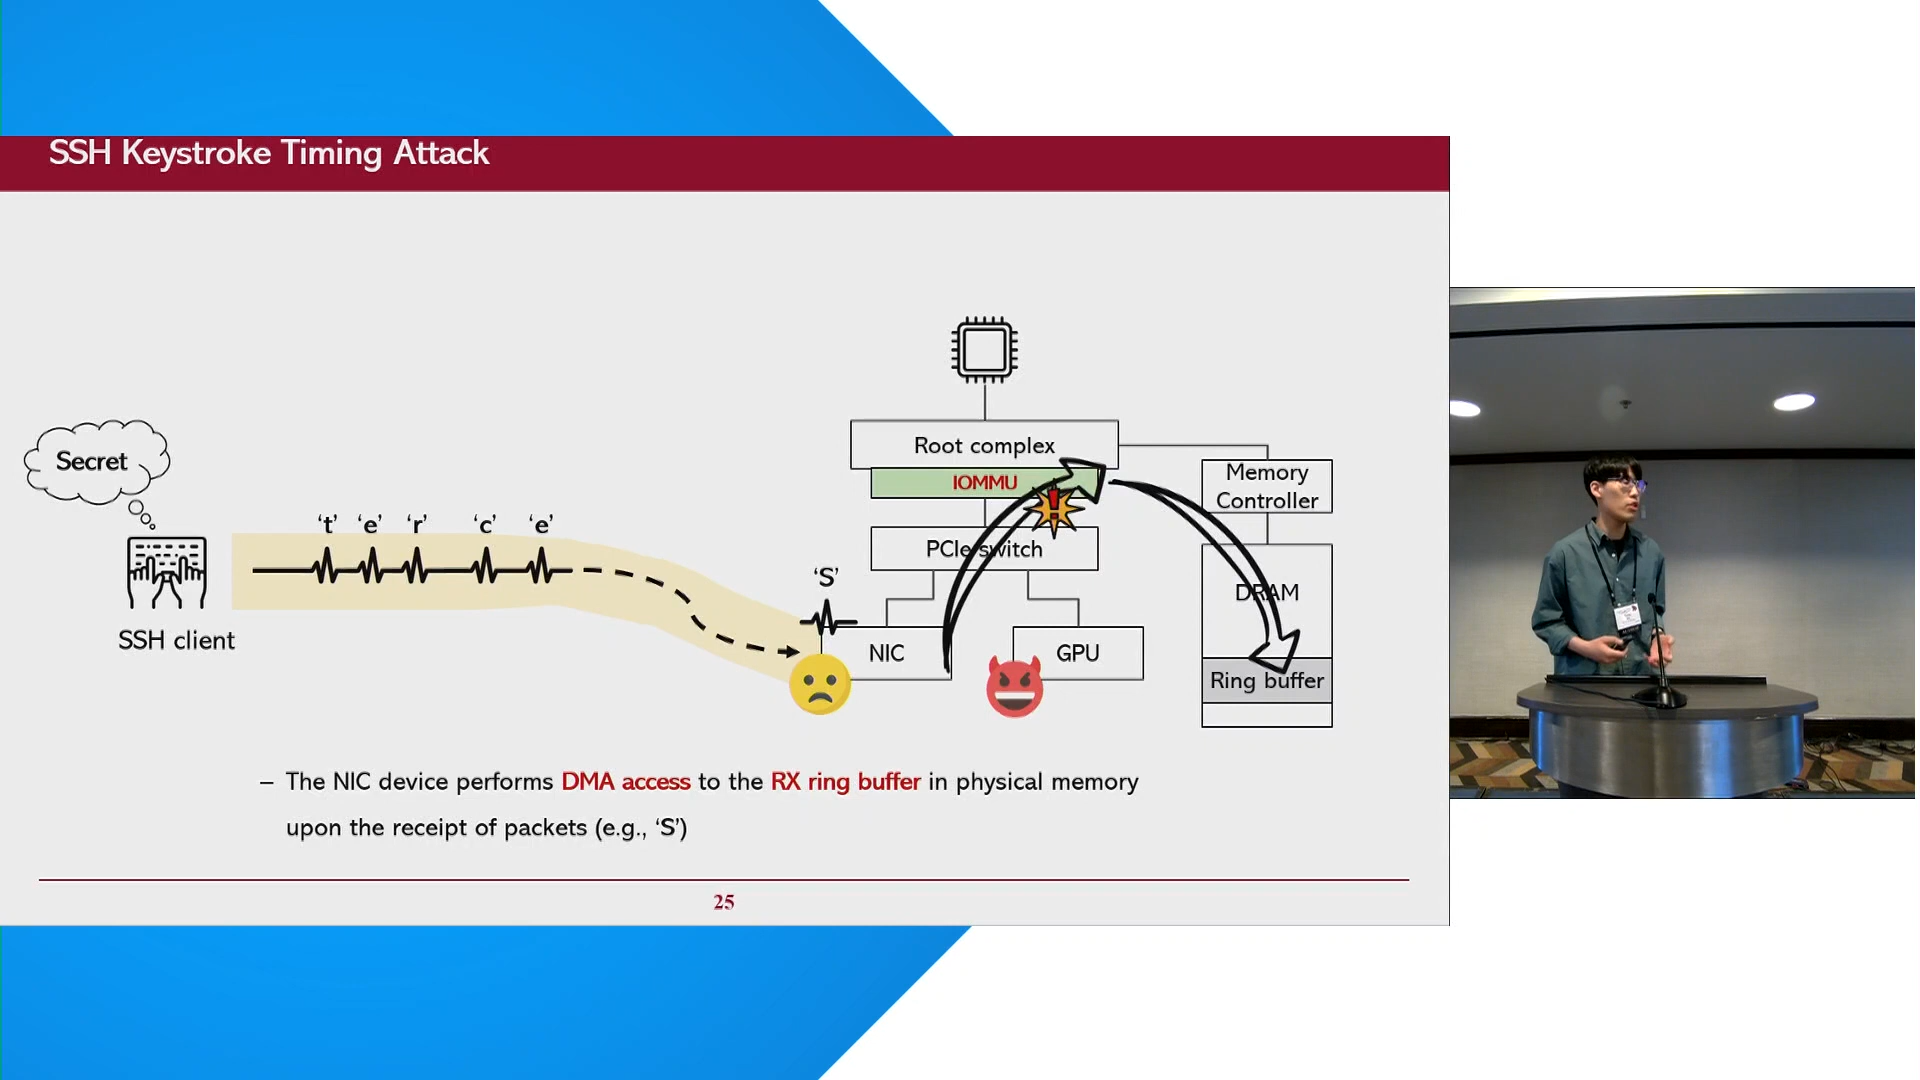 SSH Keystroke Timing Attack
Secret
‘t’ ‘e’ ‘r’ ‘c’ ‘e’
SSH client
‘S’
Root complex
IOMMU
PCIe switch
NIC
GPU
Memory
Controller
DRAM
Ring buffer
– The NIC device performs DMA access to the RX ring buffer in physical memory
upon the receipt of packets (e.g., ‘S’)
25